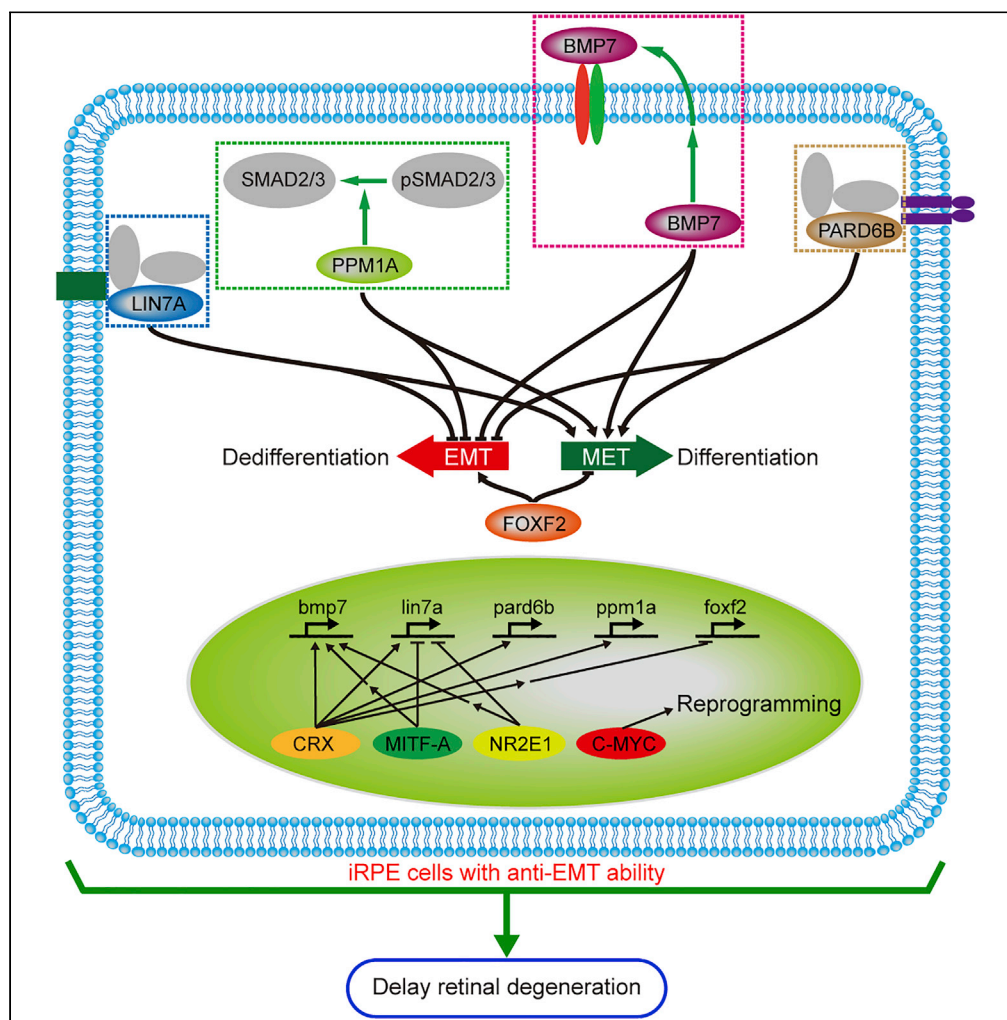 BMP7
SMAD2/3
pSMAD2/3
BMP7
PARD6B
PPM1A
LIN7A
Dedifferentiation
EMT
MET
Differentiation
FOXF2
bmp7
lin7a
pard6b
ppm1a
foxf2
Reprogramming
CRX
MITF-A
NR2E1
C-MYC
iRPE cells with anti-EMT ability
Delay retinal degeneration